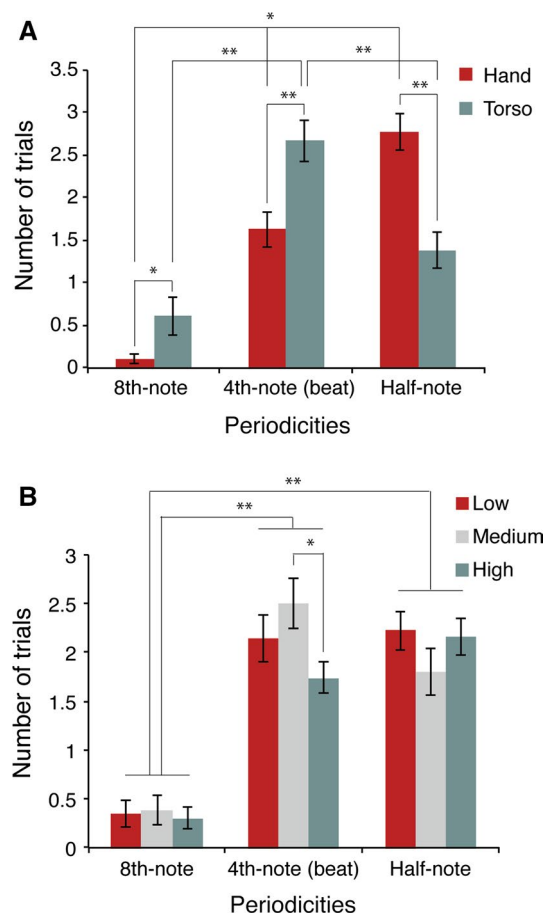 A
*
**
**
Hand
Torso
**
**
*
Number of trials
3.5
3
2.5
2
1.5
1
0.5
0
8th-note
4th-note (beat)
Half-note
Periodicities
B
**
**
*
Low
Medium
High
Number of trials
3
2.5
2
1.5
1
0.5
0
8th-note
4th-note (beat)
Half-note
Periodicities